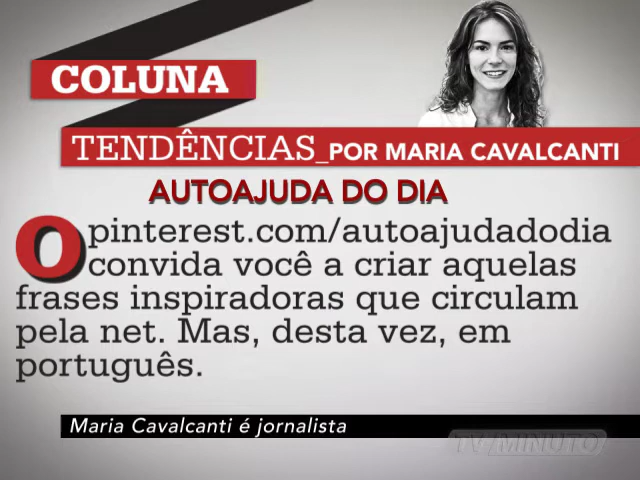 COLUNA
TENDÊNCIAS_POR MARIA CAVALCANTI
AUTOAJUDA DO DIA
O pinterest.com/autoajudadodia
convida você a criar aquelas
frases inspiradoras que circulam
pela net. Mas, desta vez, em
português.
Maria Cavalcanti é jornalista
TV MINUTO